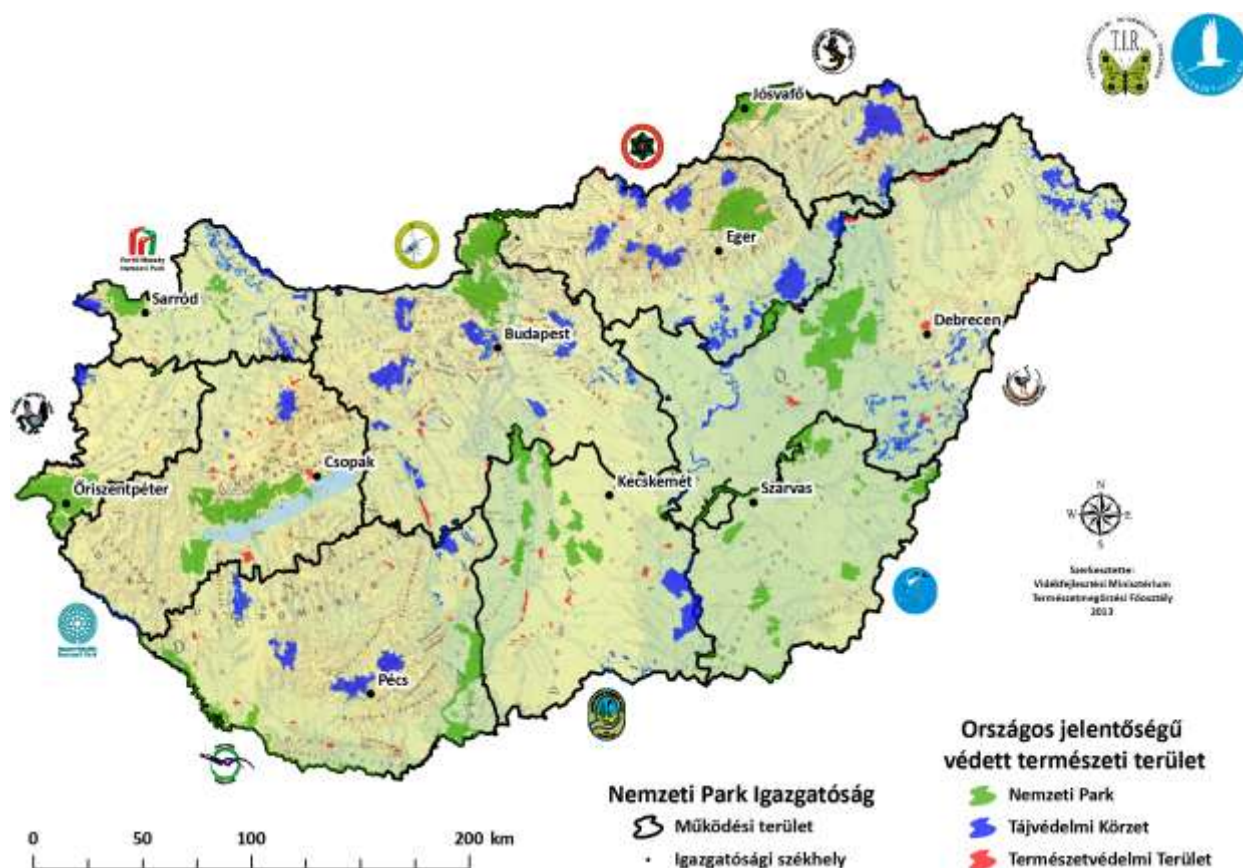 T.I.R.
Jósvafő
Eger
Sarród
Debrecen
Budapest
Csopak
Kecskemét
Szarvas
Őriszentpéter
Pécs
N
W
E
S
Szerkesztette:
Vidékfejlesztési Minisztérium
Természetmegőrzési Főosztály
2013
Országos jelentőségű
védett természeti terület
Nemzeti Park Igazgatóság
Nemzeti Park
Működési terület
Tájvédelmi Körzet
Igazgatósági székhely
Természetvédelmi Terület
0 50 100 200 km